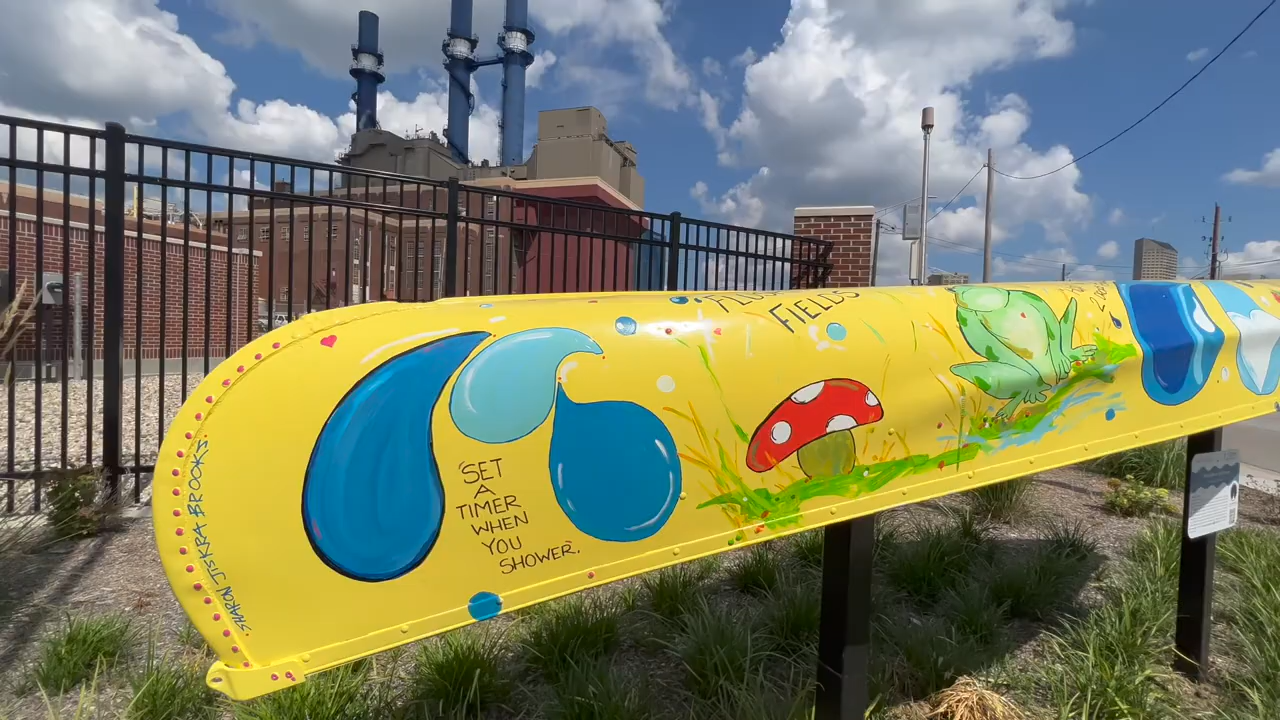 FIELDS
"SET
A
TIMER
WHEN
YOU
SHOWER".
"SHARON JISKRA BROOKS"